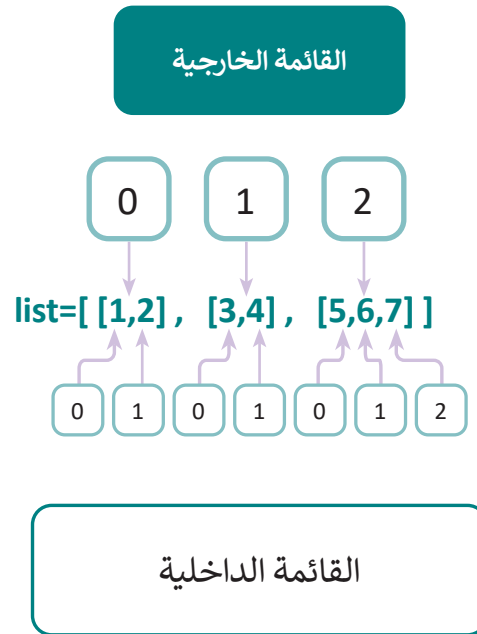 القائمة الخارجية
0 1 2
list=[ [1,2] , [3,4] , [5,6,7] ]
0 1 0 1 0 1 2
القائمة الداخلية